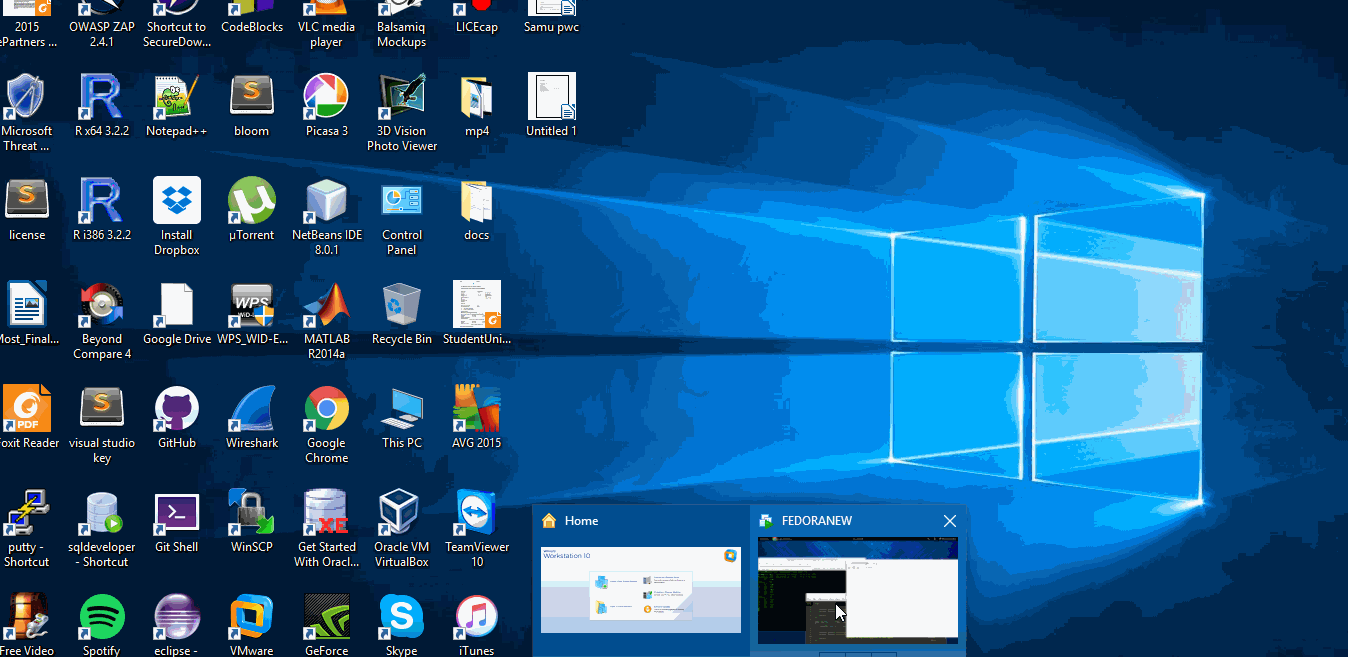 2015
ePartners ...
OWASP ZAP
2.4.1
Shortcut to
SecureDow...
CodeBlocks
VLC media
player
Balsamiq
Mockups
LICEcap
Samu pwc
Microsoft
Threat ...
R x64 3.2.2
Notepad++
bloom
Picasa 3
3D Vision
Photo Viewer
mp4
Untitled 1
license
R i386 3.2.2
Install
Dropbox
µTorrent
NetBeans IDE
8.0.1
Control
Panel
docs
Most_Final...
Beyond
Compare 4
Google Drive
WPS
WPS_WID-E...
MATLAB
R2014a
Recycle Bin
StudentUni...
PDF
Foxit Reader
visual studio
key
GitHub
Wireshark
Google
Chrome
This PC
AVG 2015
putty -
Shortcut
sqldeveloper
- Shortcut
Git Shell
WinSCP
XE
Get Started
With Oracl...
Oracle VM
VirtualBox
TeamViewer
10
Home
FEDORANEW
Workstation 10
Free Video
Spotify
eclipse -
VMware
GeForce
Skype
iTunes